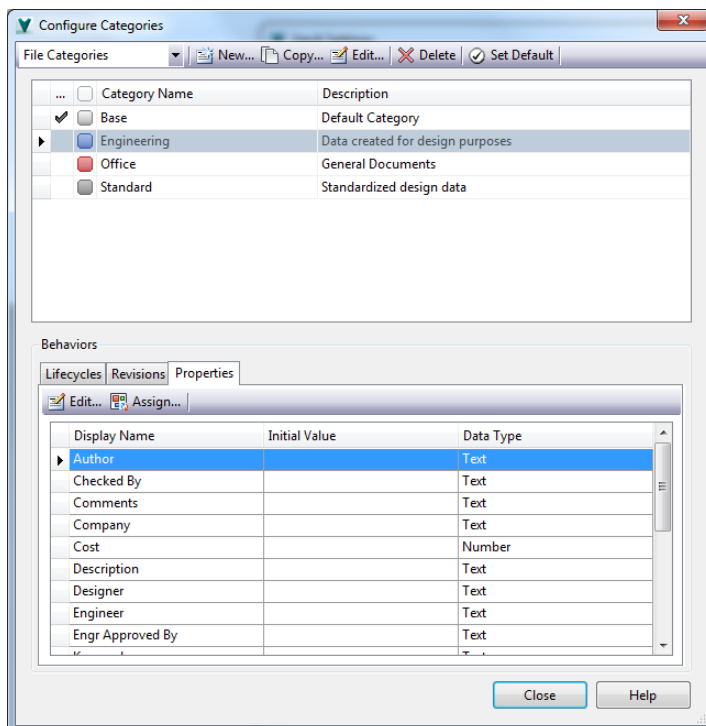 Configure Categories
File Categories New... Copy... Edit... Delete Set Default
... Category Name Description
Base Default Category
Engineering Data created for design purposes
Office General Documents
Standard Standardized design data
Behaviors
Lifecycles Revisions Properties
Edit... Assign...
Display Name Initial Value Data Type
Author Text
Checked By Text
Comments Text
Company Text
Cost Number
Description Text
Designer Text
Engineer Text
Engr Approved By Text
Close Help